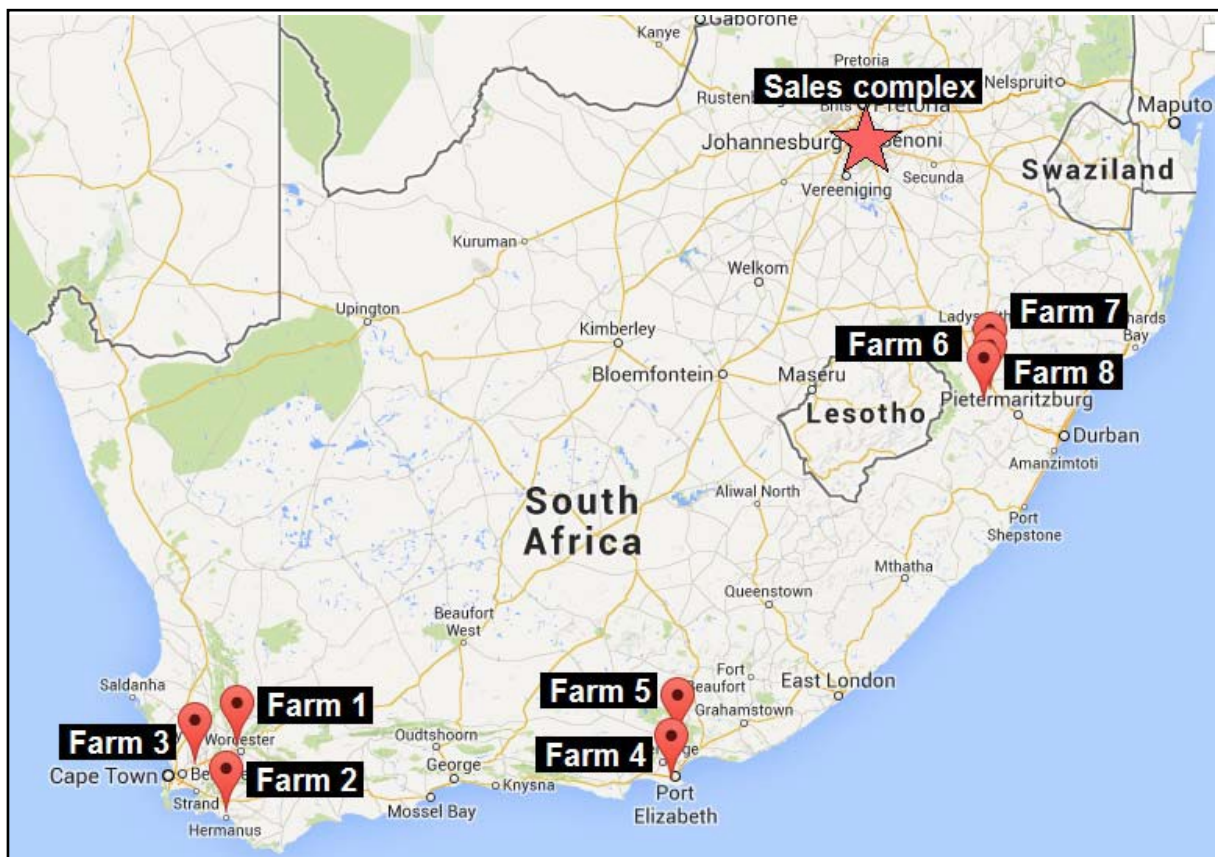 Gaborone
Kanye
Pretoria
Nelspruit
Sales complex
Brits
Pretoria
Maputo
Johannesburg
Benoni
Secunda
Swaziland
Vereeniging
Kuruman
Welkom
Upington
Farm 7
Kimberley
Farm 6
Bay
Bloemfontein
Maseru
Farm 8
Pietermaritzburg
Lesotho
Durban
Amanzimtoti
Aliwal North
South
Africa
Port
Shepstone
Mthatha
Queenstown
Beaufort
West
Saldanha
Farm 1
Farm 5
Fort
Beaufort
East London
Grahamstown
Farm 3
Worcester
Oudtshoorn
Farm 4
Cape Town
Farm 2
George
Knysna
Strand
Mossel Bay
Port
Elizabeth
Hermanus